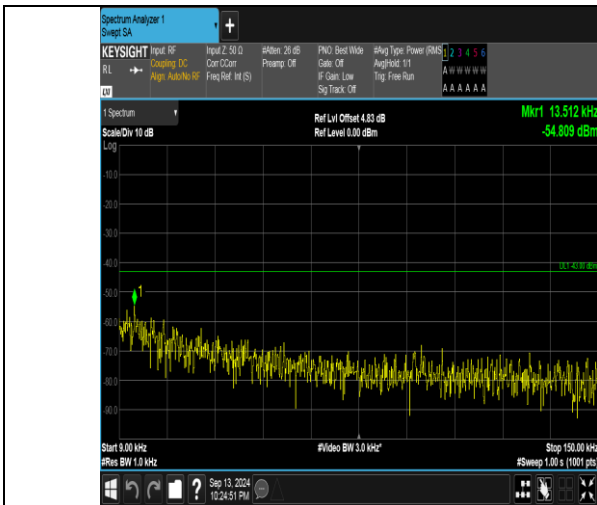 Spectrum Analyzer 1
Swept SA
+
KEYSIGHT Input: RF Input Z: 50 Ω #Atten: 26 dB PNO: Best Wide #Avg Type: Power (RMS 1 2 3 4 5 6
RL Coupling: DC Corr CCorr Preamp: Off Gate: Off Avg|Hold: 1/1 A W W W W W
Align: Auto/No RF Freq Ref: Int (S) IF Gain: Low Trig: Free Run
LXI Sig Track: Off A A A A A A
1 Spectrum Ref Lvl Offset 4.83 dB Mkr1 13.512 kHz
Scale/Div 10 dB Ref Level 0.00 dBm -54.809 dBm
Log
-10.0
-20.0
-30.0
-40.0
DL1 -43.00 dBm
-50.0
1
-60.0
-70.0
-80.0
-90.0
Start 9.00 kHz #Video BW 3.0 kHz* Stop 150.00 kHz
#Res BW 1.0 kHz #Sweep 1.00 s (1001 pts)
? Sep 13, 2024
10:24:51 PM